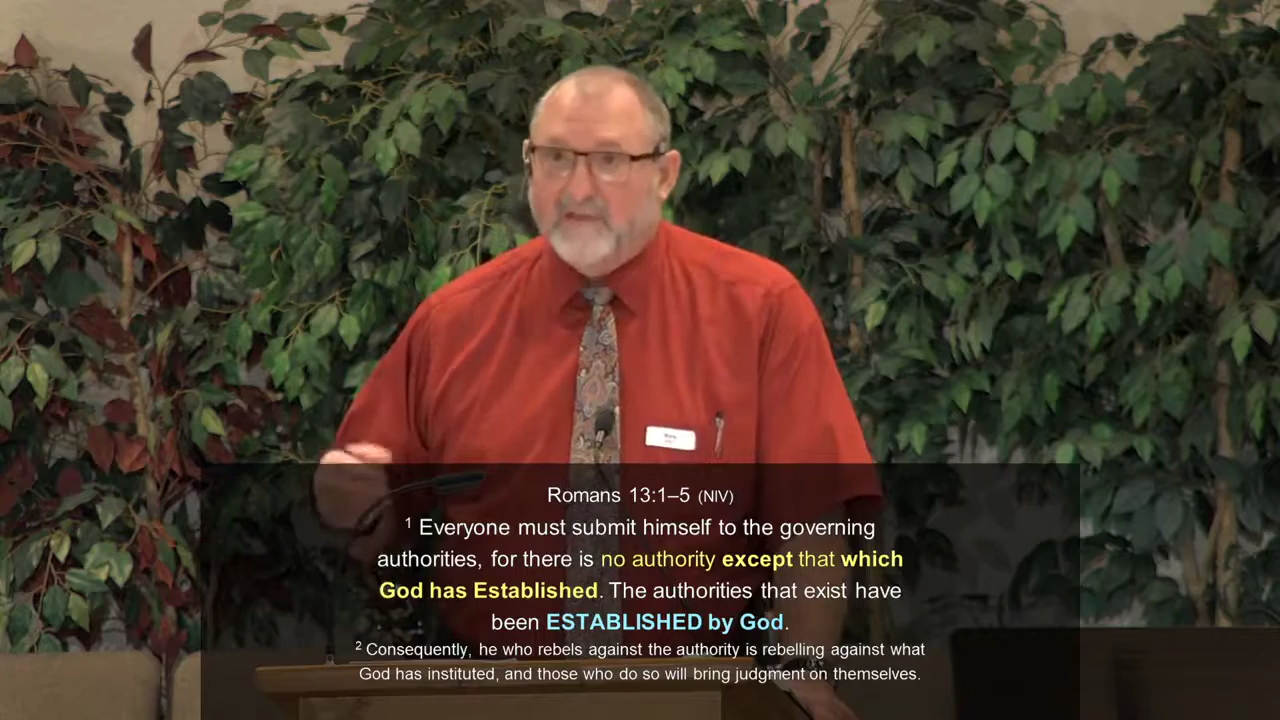 Romans 13:1–5 (NIV)
1 Everyone must submit himself to the governing
authorities, for there is no authority except that which
God has Established. The authorities that exist have
been ESTABLISHED by God.
2 Consequently, he who rebels against the authority is rebelling against what
God has instituted, and those who do so will bring judgment on themselves.